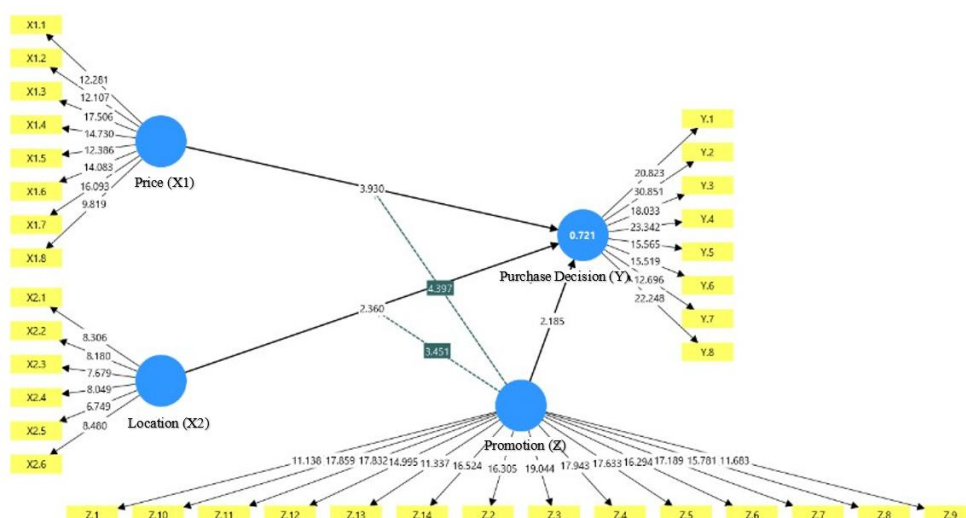 X1.1
X1.2
X1.3
X1.4
X1.5
X1.6
X1.7
X1.8
12.281
12.107
17.506
14.730
12.386
14.083
16.093
9.819
Price (X1)
X2.1
X2.2
X2.3
X2.4
X2.5
X2.6
8.306
8.180
7.679
8.049
6.749
8.480
Location (X2)
3.930
4.397
2.360
3.451
2.185
0.721
Purchase Decision (Y)
20.823
30.851
18.033
23.342
15.565
15.519
12.696
22.248
Y.1
Y.2
Y.3
Y.4
Y.5
Y.6
Y.7
Y.8
Promotion (Z)
11.138 17.859 17.832 14.995 11.337 16.524 16.305 19.044 17.943 17.633 16.294 17.189 15.781 11.683
Z.1 Z.10 Z.11 Z.12 Z.13 Z.14 Z.2 Z.3 Z.4 Z.5 Z.6 Z.7 Z.8 Z.9